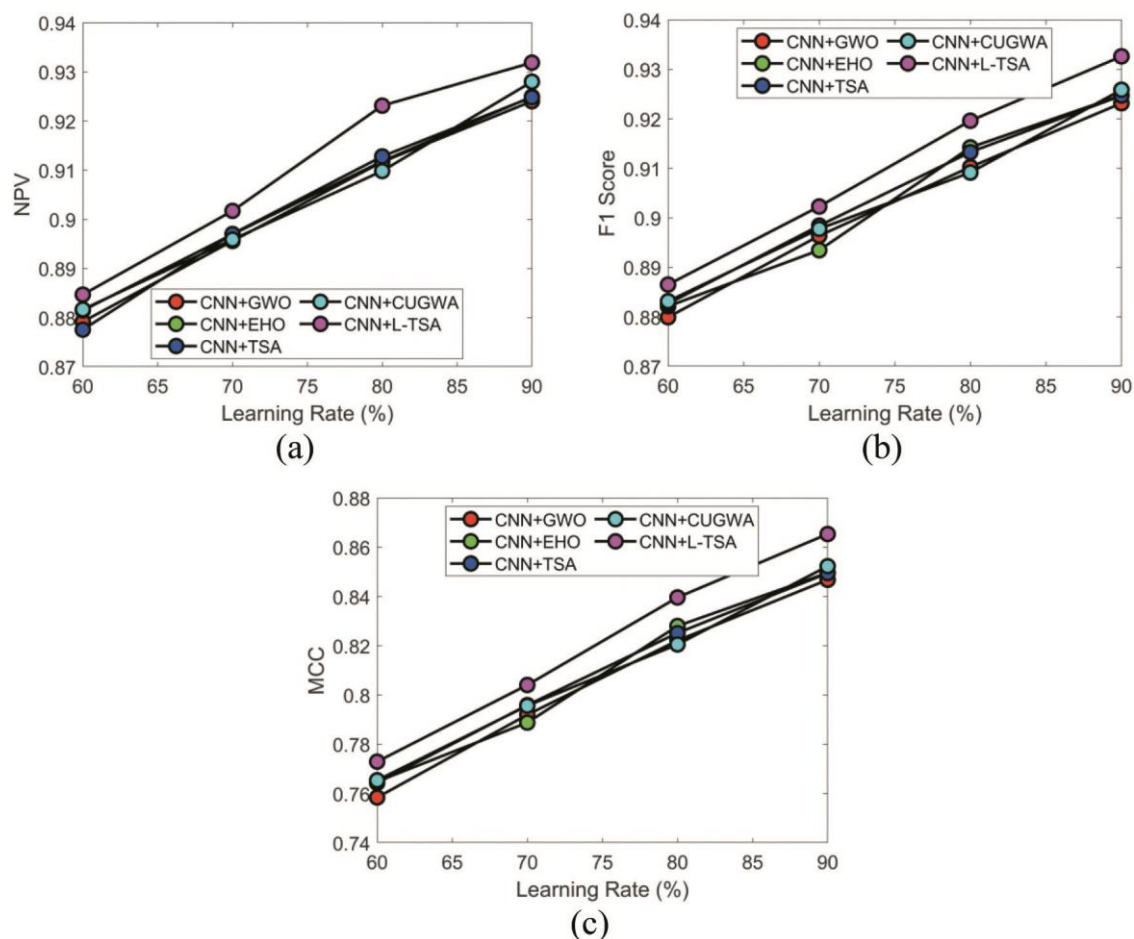 0.94
0.93
0.92
0.91
0.9
0.89
0.88
0.87
NPV
CNN+GWO CNN+CUGWA
CNN+EHO CNN+L-TSA
CNN+TSA
60 65 70 75 80 85 90
Learning Rate (%)
(a)
0.94
0.93
0.92
0.91
0.9
0.89
0.88
0.87
F1 Score
CNN+GWO CNN+CUGWA
CNN+EHO CNN+L-TSA
CNN+TSA
60 65 70 75 80 85 90
Learning Rate (%)
(b)
0.88
0.86
0.84
0.82
0.8
0.78
0.76
0.74
MCC
CNN+GWO CNN+CUGWA
CNN+EHO CNN+L-TSA
CNN+TSA
60 65 70 75 80 85 90
Learning Rate (%)
(c)